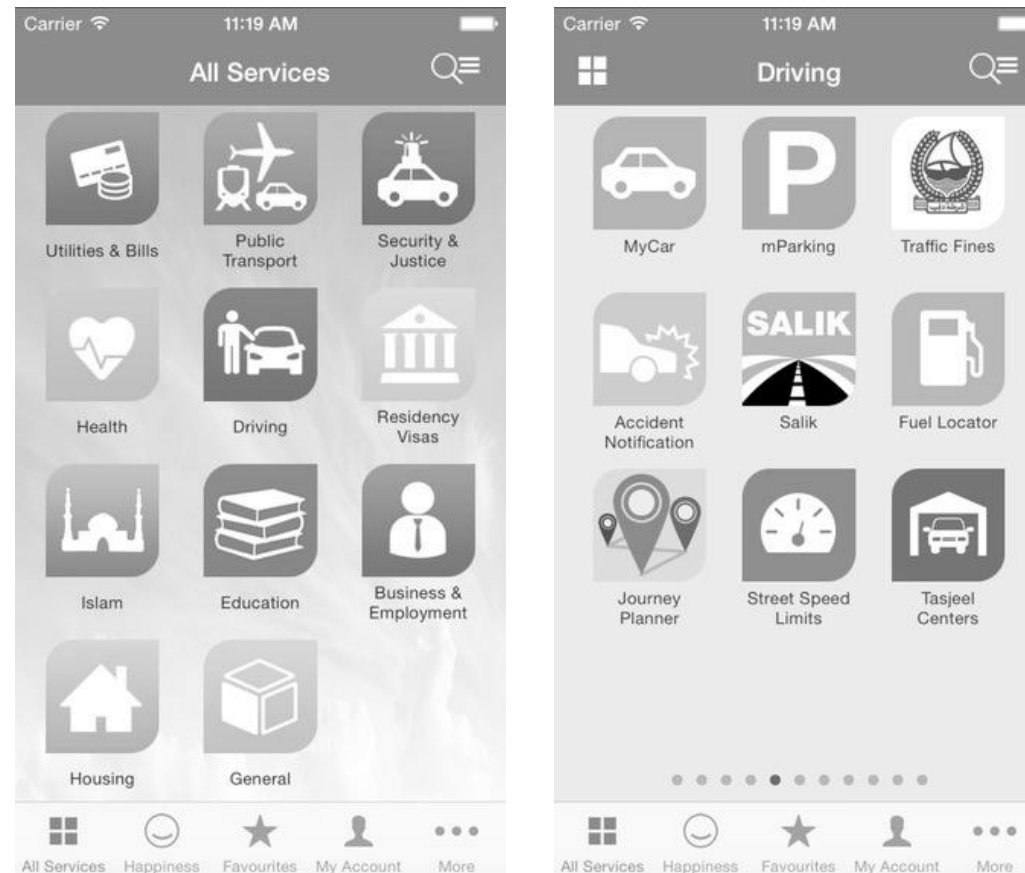 Carrier 11:19 AM
All Services
Utilities & Bills
Public
Transport
Security &
Justice
Health
Driving
Residency
Visas
Islam
Education
Business &
Employment
Housing
General
All Services Happiness Favourites My Account More
Carrier 11:19 AM
Driving
MyCar
P
mParking
Traffic Fines
Accident
Notification
SALIK
Salik
Fuel Locator
Journey
Planner
Street Speed
Limits
Tasjeel
Centers
All Services Happiness Favourites My Account More